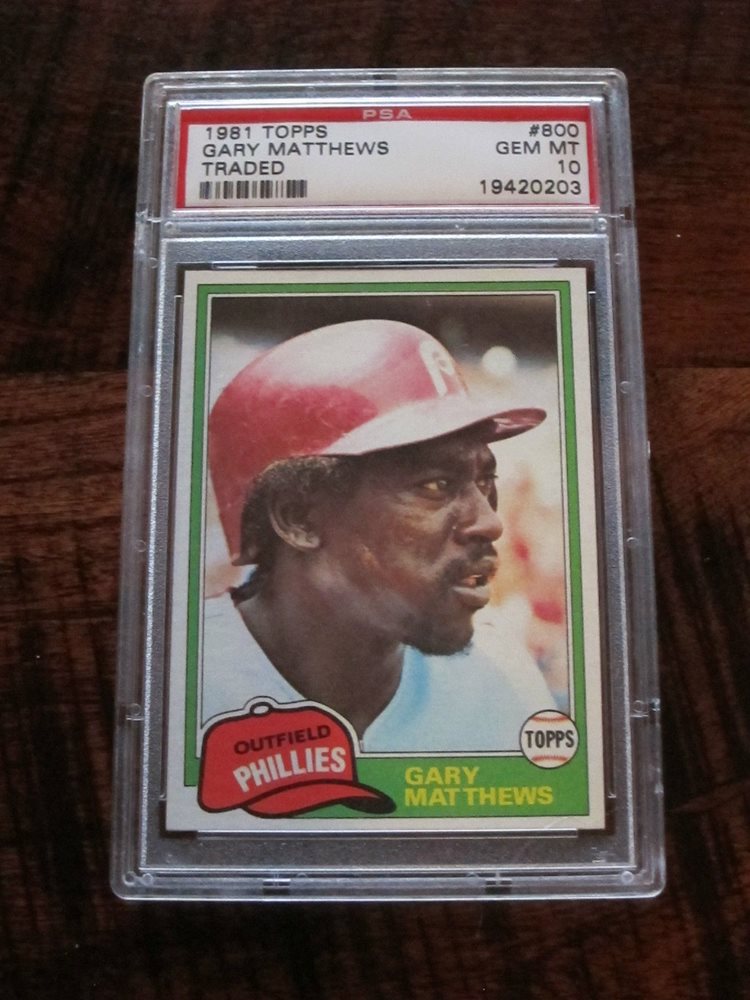 PSA
1981 TOPPS #800
GARY MATTHEWS GEM MT
TRADED 10
19420203
P
OUTFIELD
PHILLIES
TOPPS
GARY
MATTHEWS